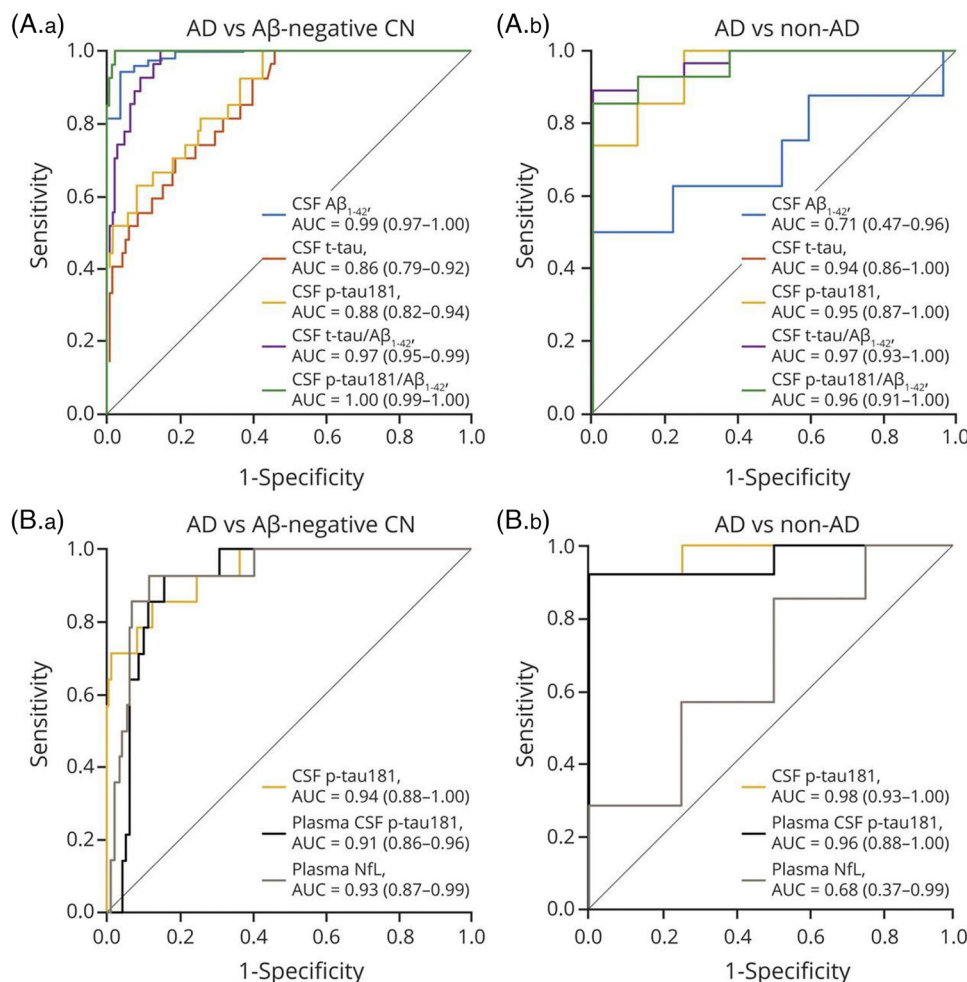 (A.a)
AD vs Aβ-negative CN
1.0
0.8
0.6
0.4
0.2
0.0
Sensitivity
CSF Aβ1-42,
AUC = 0.99 (0.97–1.00)
CSF t-tau,
AUC = 0.86 (0.79–0.92)
CSF p-tau181,
AUC = 0.88 (0.82–0.94)
CSF t-tau/Aβ1-42,
AUC = 0.97 (0.95–0.99)
CSF p-tau181/Aβ1-42,
AUC = 1.00 (0.99–1.00)
0.0 0.2 0.4 0.6 0.8 1.0
1-Specificity
(A.b)
AD vs non-AD
1.0
0.8
0.6
0.4
0.2
0.0
Sensitivity
CSF Aβ1-42,
AUC = 0.71 (0.47–0.96)
CSF t-tau,
AUC = 0.94 (0.86–1.00)
CSF p-tau181,
AUC = 0.95 (0.87–1.00)
CSF t-tau/Aβ1-42,
AUC = 0.97 (0.93–1.00)
CSF p-tau181/Aβ1-42,
AUC = 0.96 (0.91–1.00)
0.0 0.2 0.4 0.6 0.8 1.0
1-Specificity
(B.a)
AD vs Aβ-negative CN
1.0
0.8
0.6
0.4
0.2
0.0
Sensitivity
CSF p-tau181,
AUC = 0.94 (0.88–1.00)
Plasma CSF p-tau181,
AUC = 0.91 (0.86–0.96)
Plasma NfL,
AUC = 0.93 (0.87–0.99)
0.0 0.2 0.4 0.6 0.8 1.0
1-Specificity
(B.b)
AD vs non-AD
1.0
0.8
0.6
0.4
0.2
0.0
Sensitivity
CSF p-tau181,
AUC = 0.98 (0.93–1.00)
Plasma CSF p-tau181,
AUC = 0.96 (0.88–1.00)
Plasma NfL,
AUC = 0.68 (0.37–0.99)
0.0 0.2 0.4 0.6 0.8 1.0
1-Specificity